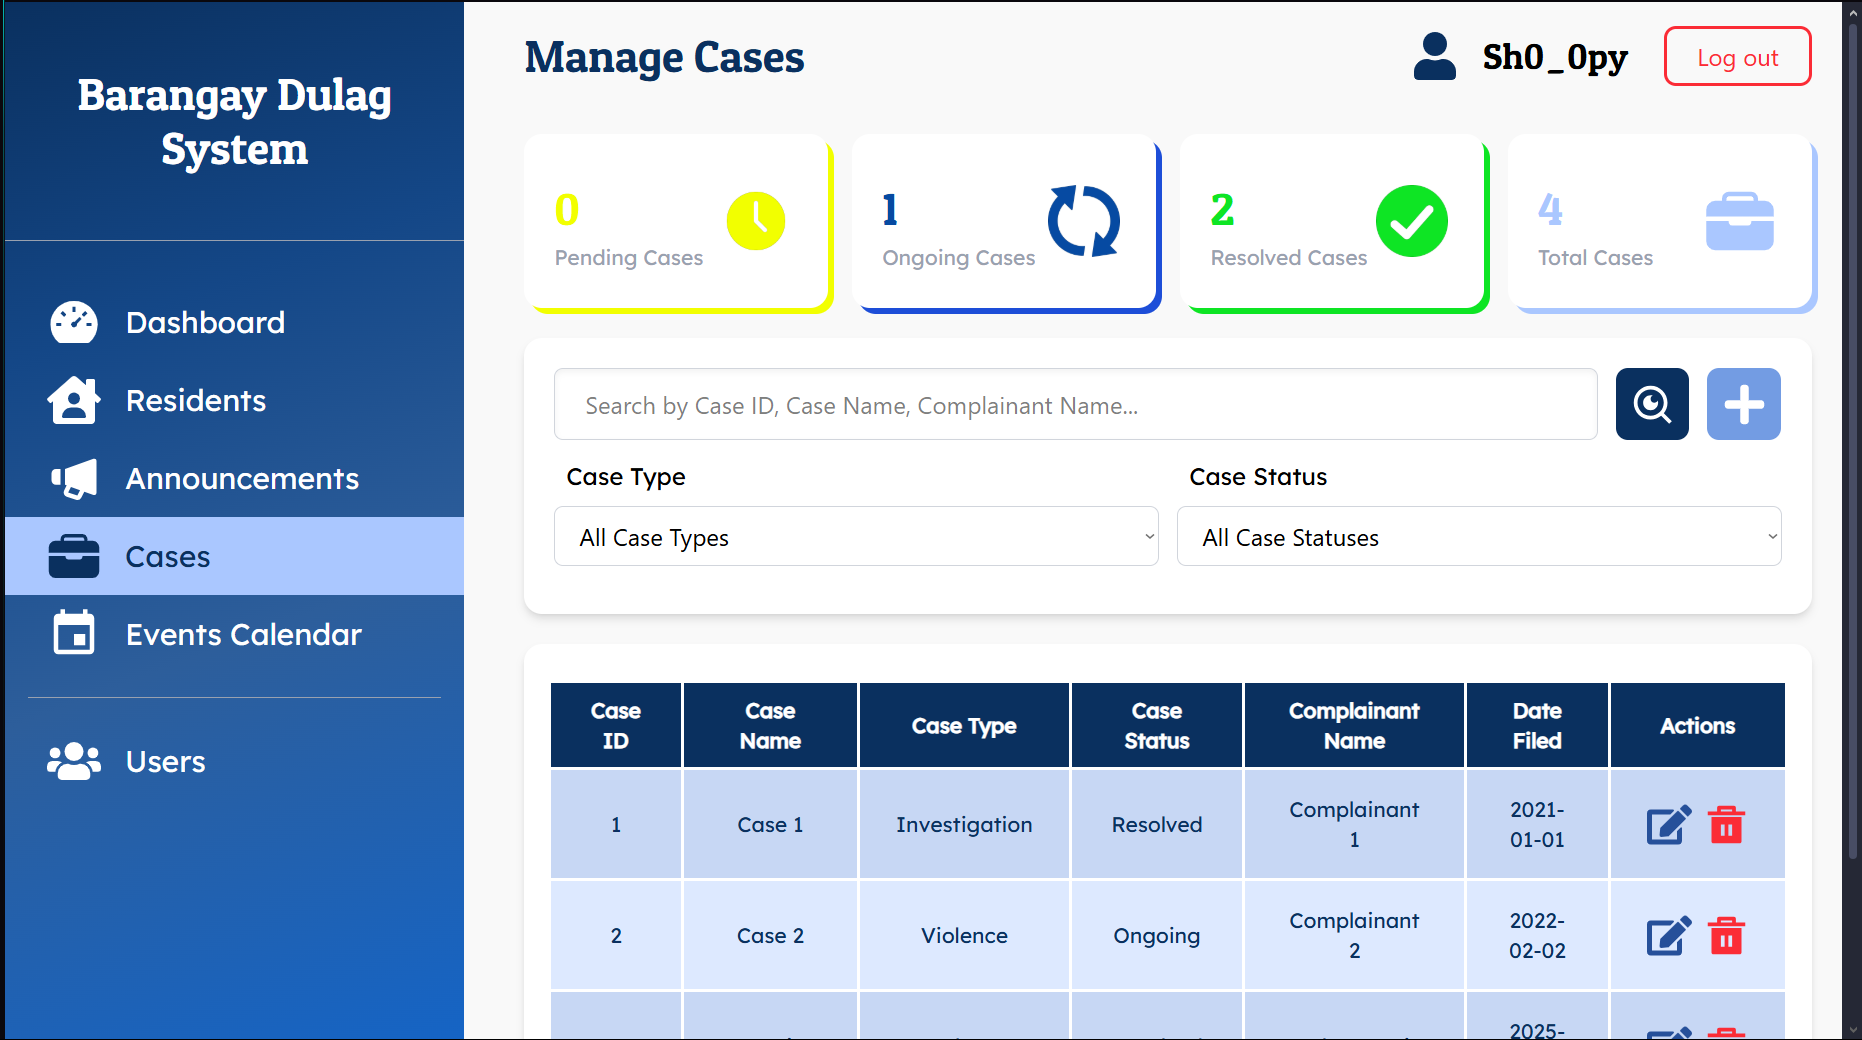 Barangay Dulag
System
Dashboard
Residents
Announcements
Cases
Events Calendar
Users
Manage Cases
Sh0_0py
Log out
0
Pending Cases
1
Ongoing Cases
2
Resolved Cases
4
Total Cases
Search by Case ID, Case Name, Complainant Name...
Case Type
All Case Types
Case Status
All Case Statuses
Case
ID
Case
Name
Case Type
Case
Status
Complainant
Name
Date
Filed
Actions
1
Case 1
Investigation
Resolved
Complainant
1
2021-
01-01
2
Case 2
Violence
Ongoing
Complainant
2
2022-
02-02
2025-